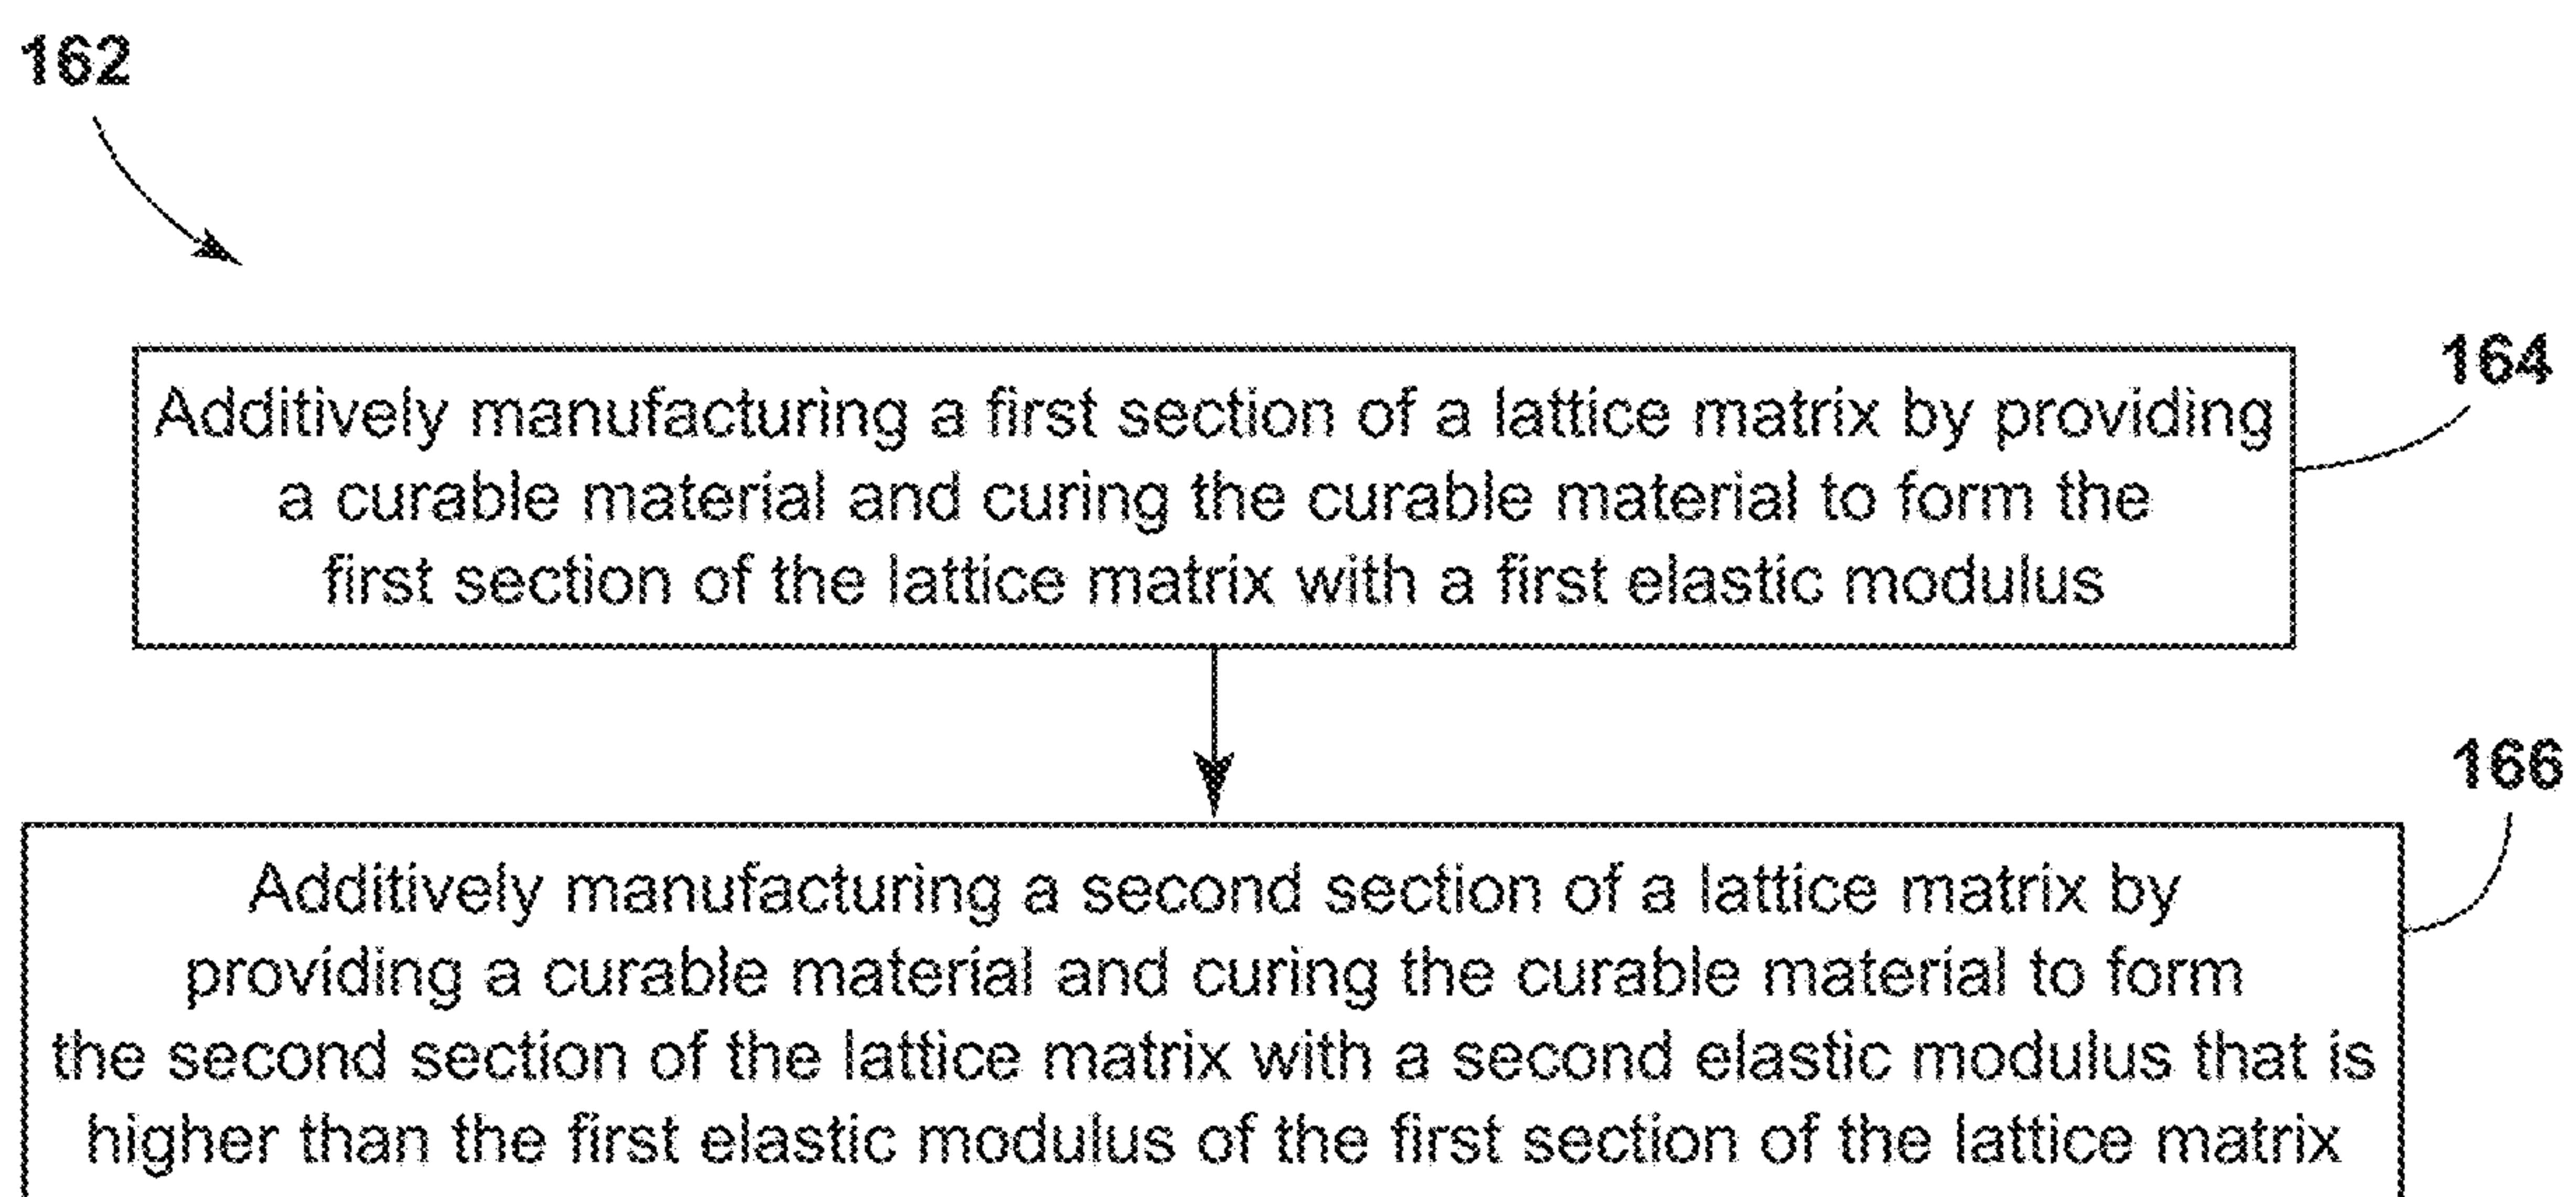 162
164
Additively manufacturing a first section of a lattice matrix by providing
a curable material and curing the curable material to form the
first section of the lattice matrix with a first elastic modulus
166
Additively manufacturing a second section of a lattice matrix by
providing a curable material and curing the curable material to form
the second section of the lattice matrix with a second elastic modulus that is
higher than the first elastic modulus of the first section of the lattice matrix